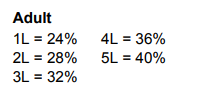 Adult
1L = 24% 4L = 36%
2L = 28% 5L = 40%
3L = 32%